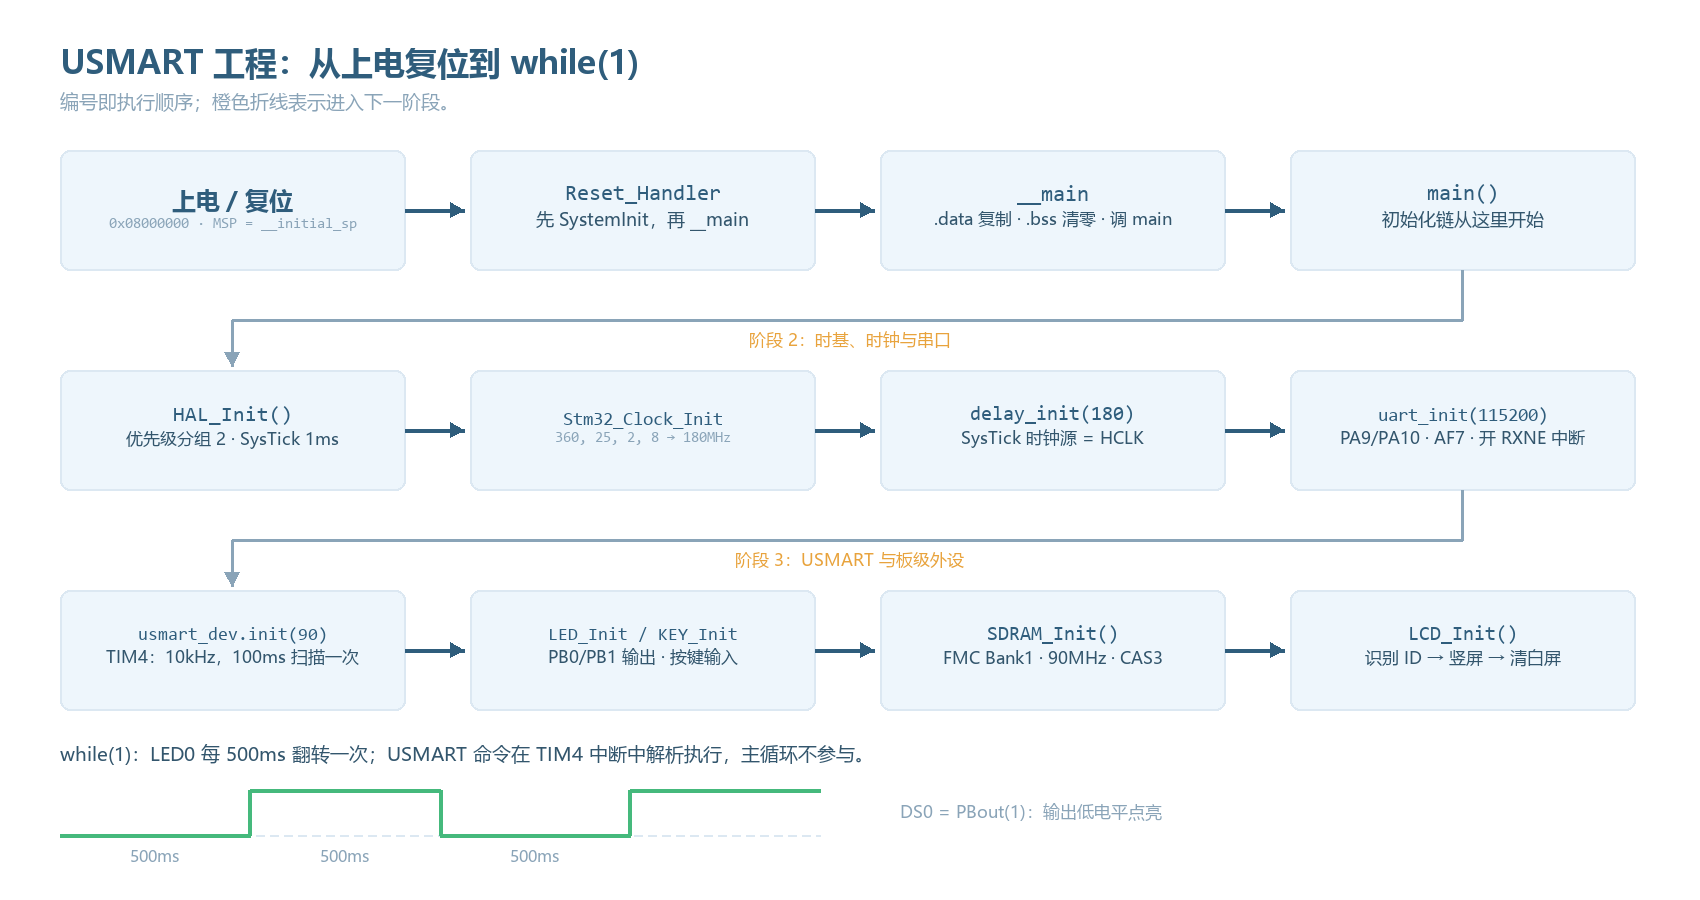 USMART 工程：从上电复位到 while(1)
编号即执行顺序；橙色折线表示进入下一阶段。
上电 / 复位
0x08000000 · MSP = __initial_sp
Reset_Handler
先 SystemInit，再 __main
__main
.data 复制 · .bss 清零 · 调 main
main()
初始化链从这里开始
阶段 2：时基、时钟与串口
HAL_Init()
优先级分组 2 · SysTick 1ms
Stm32_Clock_Init
360, 25, 2, 8 → 180MHz
delay_init(180)
SysTick 时钟源 = HCLK
uart_init(115200)
PA9/PA10 · AF7 · 开 RXNE 中断
阶段 3：USMART 与板级外设
usmart_dev.init(90)
TIM4：10kHz，100ms 扫描一次
LED_Init / KEY_Init
PB0/PB1 输出 · 按键输入
SDRAM_Init()
FMC Bank1 · 90MHz · CAS3
LCD_Init()
识别 ID → 竖屏 → 清白屏
while(1)：LED0 每 500ms 翻转一次；USMART 命令在 TIM4 中断中解析执行，主循环不参与。
DS0 = PBout(1)：输出低电平点亮
500ms
500ms
500ms